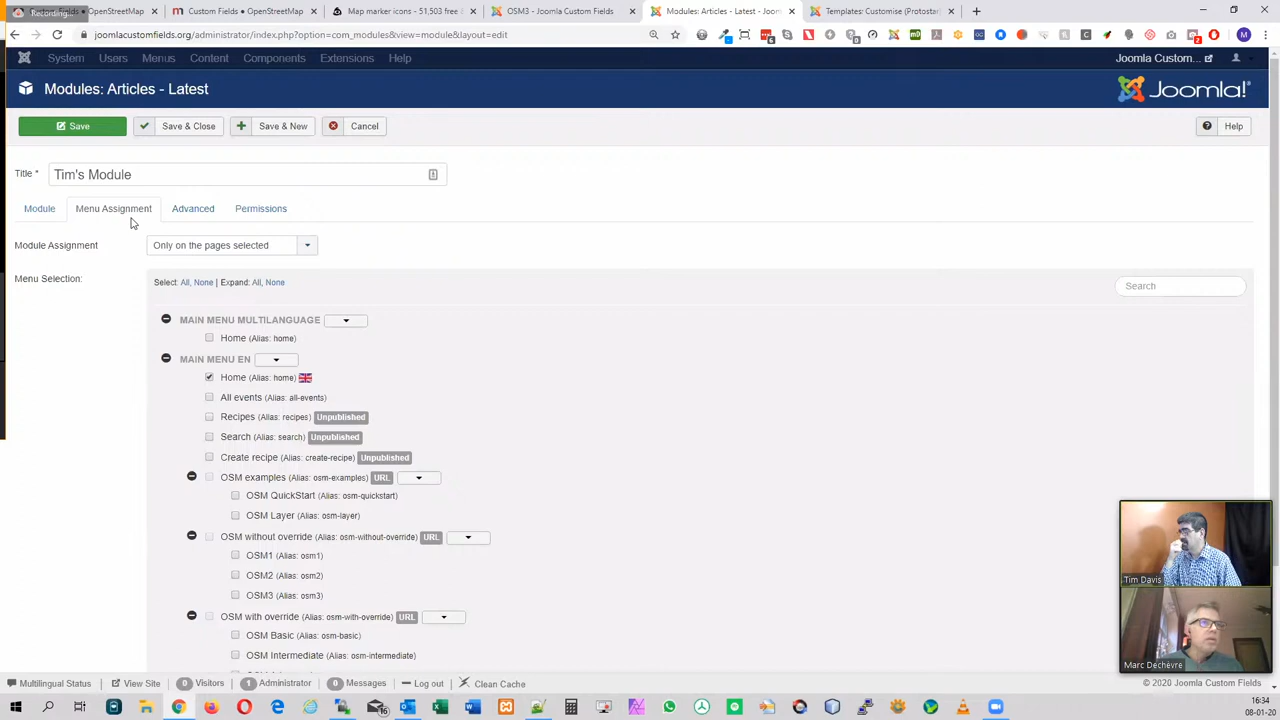 Recording...
Custom Fields ● OpenStreetMap
Custom Fields ● OpenStreetMap
Map marker icons - 51,503 free
OSM3 - Joomla Custom Fields
Modules: Articles - Latest - Joom
Templates: Customise (Protostar)
joomlacustomfields.org/administrator/index.php?option=com_modules&view=module&layout=edit
System Users Menus Content Components Extensions Help
Joomla Custom...
Modules: Articles - Latest
Joomla!
Save
Save & Close
Save & New
Cancel
Help
Title *
Tim's Module
Module
Menu Assignment
Advanced
Permissions
Module Assignment
Only on the pages selected
Menu Selection:
Select: All, None | Expand: All, None
Search
MAIN MENU MULTILANGUAGE
Home (Alias: home)
MAIN MENU EN
Home (Alias: home)
All events (Alias: all-events)
Recipes (Alias: recipes) Unpublished
Search (Alias: search) Unpublished
Create recipe (Alias: create-recipe) Unpublished
OSM examples (Alias: osm-examples) URL
OSM QuickStart (Alias: osm-quickstart)
OSM Layer (Alias: osm-layer)
OSM without override (Alias: osm-without-override) URL
OSM1 (Alias: osm1)
OSM2 (Alias: osm2)
OSM3 (Alias: osm3)
OSM with override (Alias: osm-with-override) URL
OSM Basic (Alias: osm-basic)
OSM Intermediate (Alias: osm-intermediate)
Tim Davis
Marc Dechèvre
Multilingual Status
View Site
0 Visitors
1 Administrator
0 Messages
Log out
Clean Cache
© 2020 Joomla Custom Fields
16:34
08-01-20